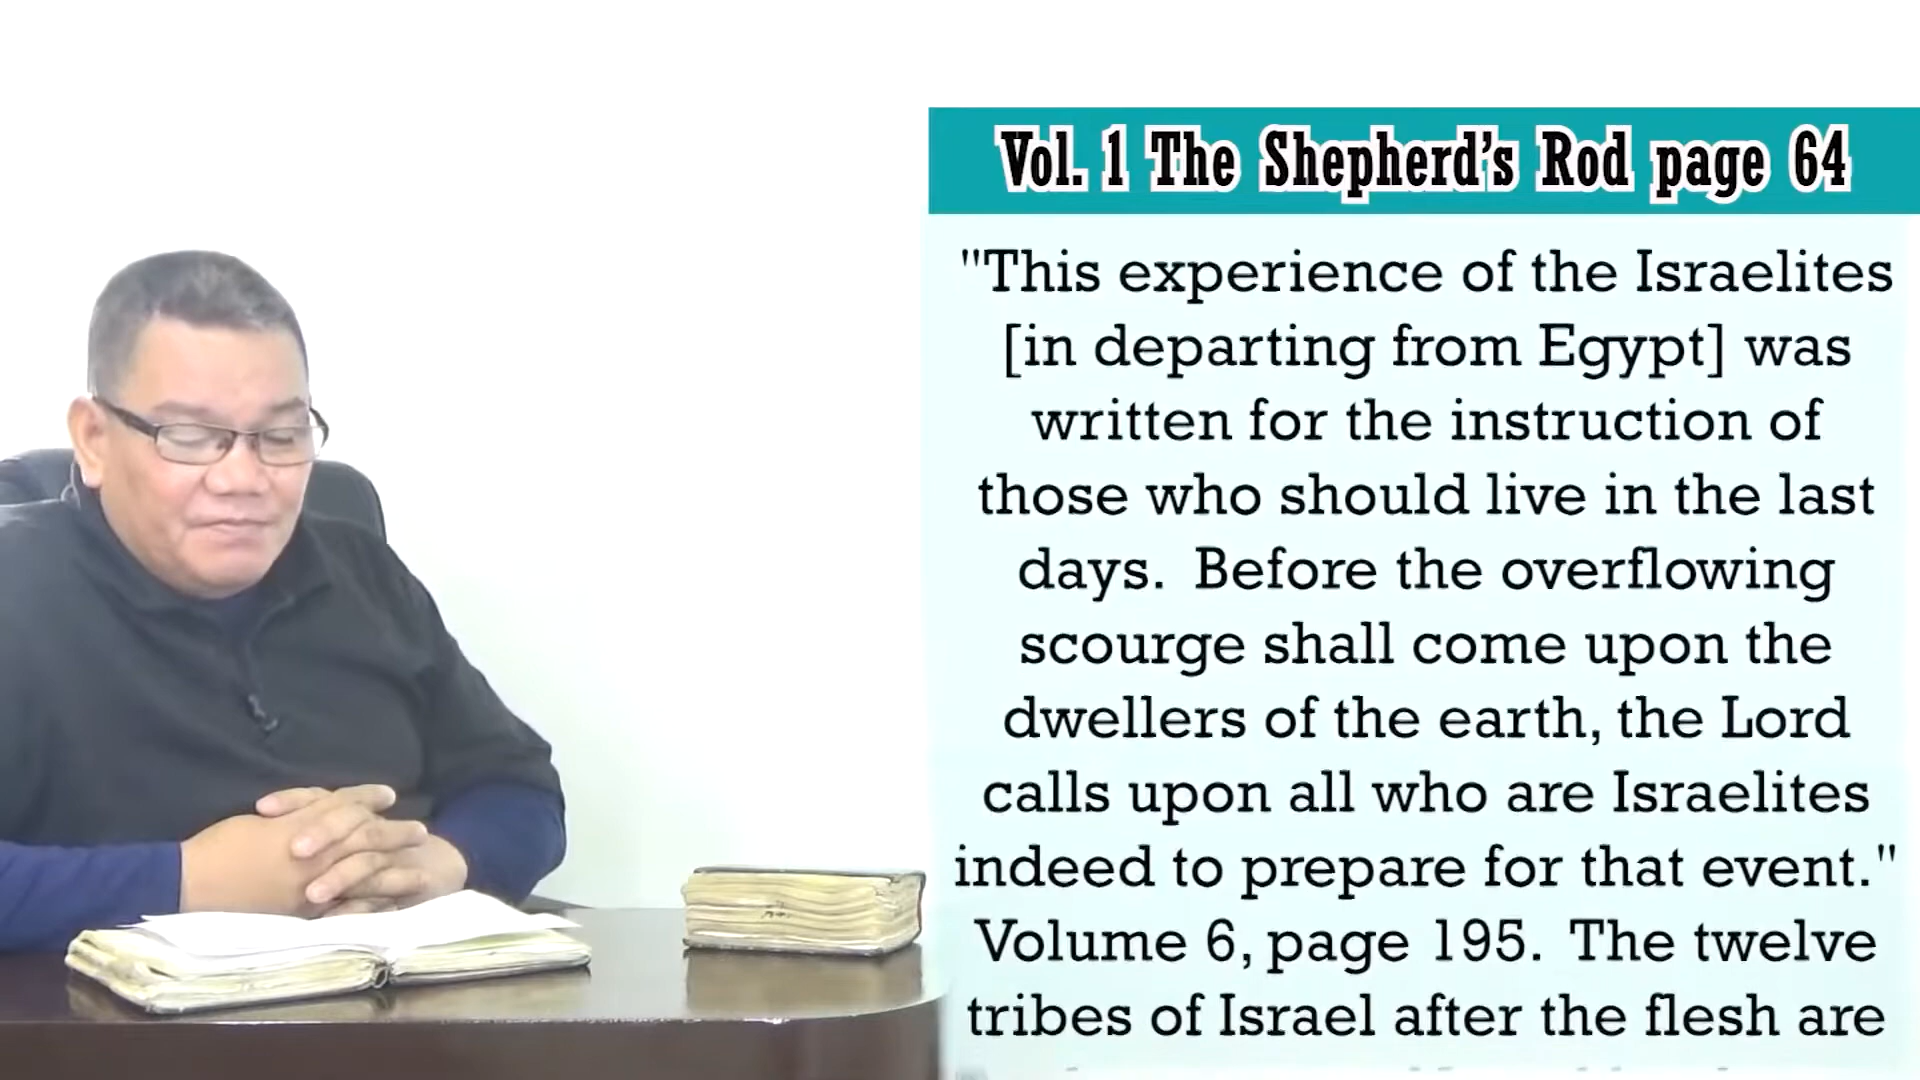 Vol. 1 The Shepherd's Rod page 64
"This experience of the Israelites
[in departing from Egypt] was
written for the instruction of
those who should live in the last
days.  Before the overflowing
scourge shall come upon the
dwellers of the earth, the Lord
calls upon all who are Israelites
indeed to prepare for that event."
Volume 6, page 195.  The twelve
tribes of Israel after the flesh are